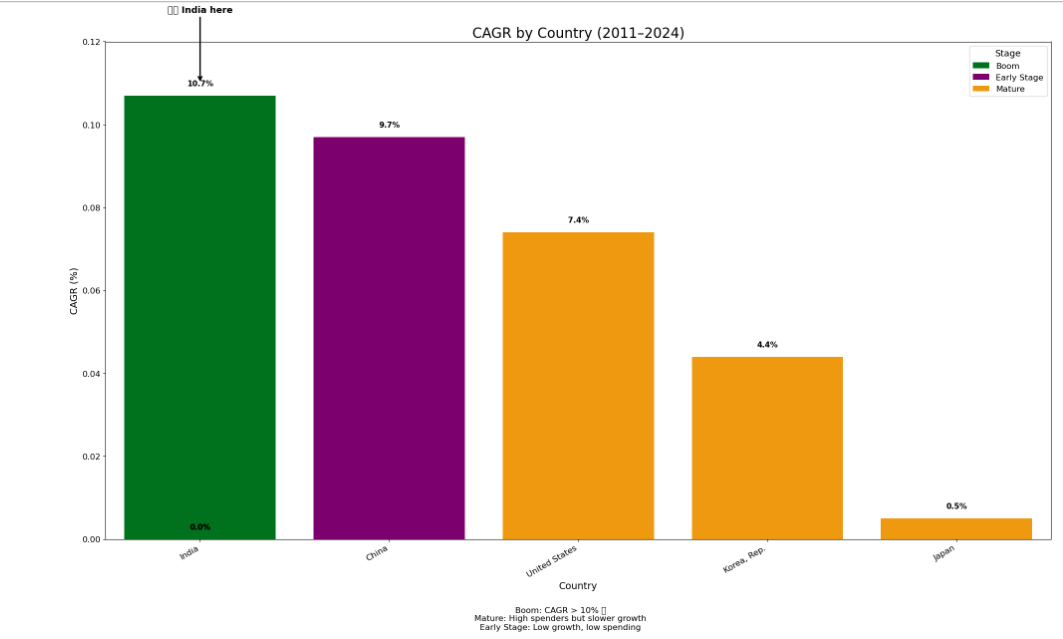 India here
CAGR by Country (2011–2024)
0.12
0.10
0.08
0.06
0.04
0.02
0.00
CAGR (%)
10.7%
9.7%
7.4%
4.4%
0.5%
0.0%
Stage
Boom
Early Stage
Mature
India
China
United States
Korea, Rep.
Japan
Country
Boom: CAGR > 10%
Mature: High spenders but slower growth
Early Stage: Low growth, low spending